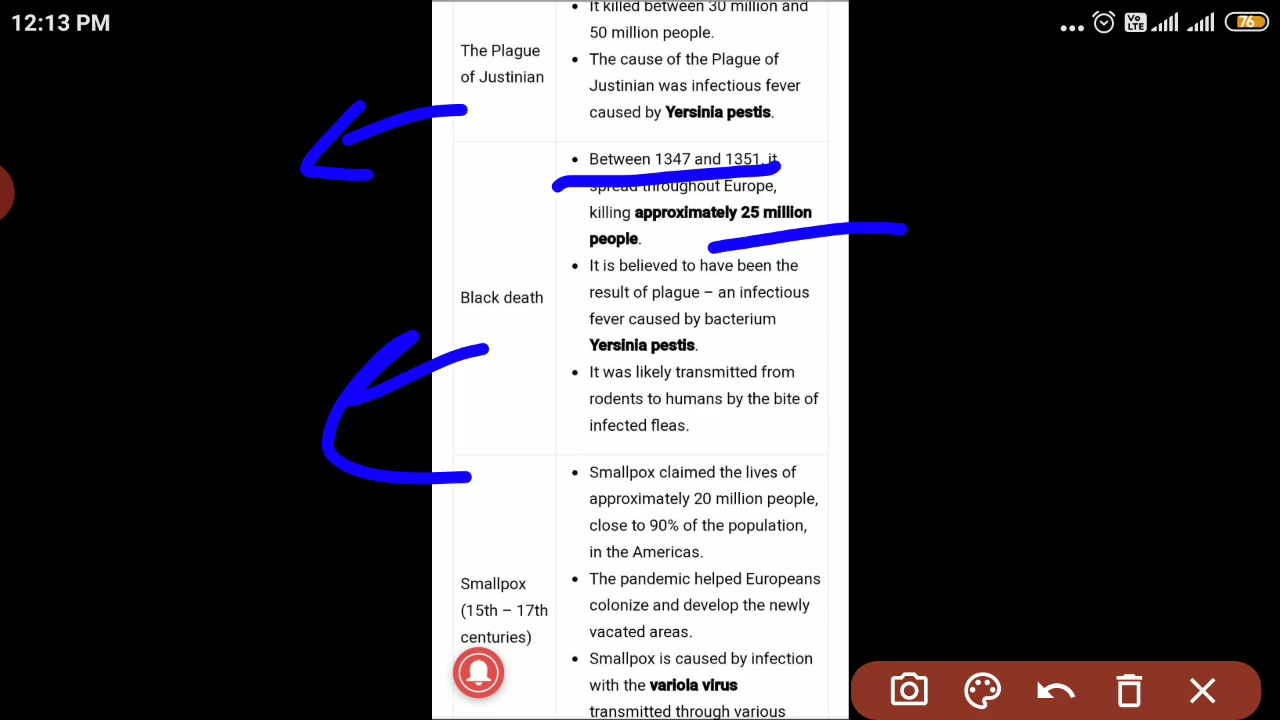 12:13 PM
Vo
LTE
76
It killed between 30 million and
50 million people.
The Plague
of Justinian
The cause of the Plague of
Justinian was infectious fever
caused by Yersinia pestis.
Black death
Between 1347 and 1351, it
spread throughout Europe,
killing approximately 25 million
people.
It is believed to have been the
result of plague – an infectious
fever caused by bacterium
Yersinia pestis.
It was likely transmitted from
rodents to humans by the bite of
infected fleas.
Smallpox
(15th – 17th
centuries)
Smallpox claimed the lives of
approximately 20 million people,
close to 90% of the population,
in the Americas.
The pandemic helped Europeans
colonize and develop the newly
vacated areas.
Smallpox is caused by infection
with the variola virus
transmitted through various